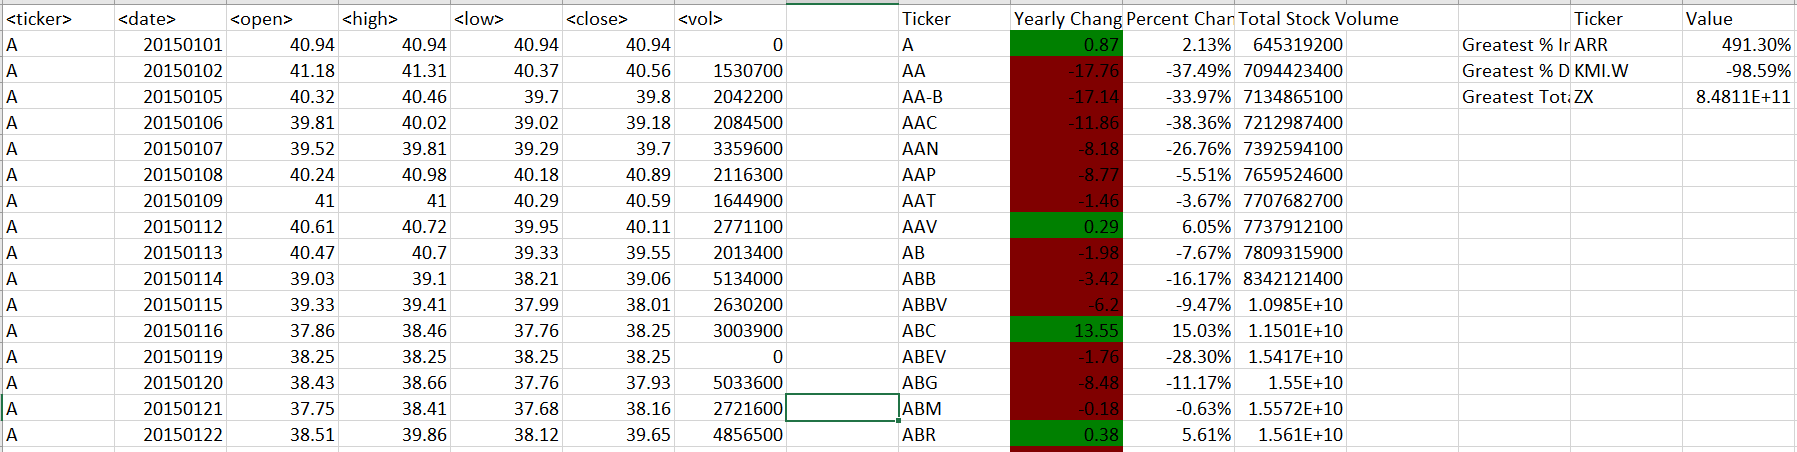 <ticker> <date> <open> <high> <low> <close> <vol> Ticker Yearly Chang Percent Char Total Stock Volume Ticker Value
A 20150101 40.94 40.94 40.94 40.94 0 A 0.87 2.13% 645319200 Greatest % Ir ARR 491.30%
A 20150102 41.18 41.31 40.37 40.56 1530700 AA -17.76 -37.49% 7094423400 Greatest % D KMI.W -98.59%
A 20150105 40.32 40.46 39.7 39.8 2042200 AA-B -17.14 -33.97% 7134865100 Greatest Tota ZX 8.4811E+11
A 20150106 39.81 40.02 39.02 39.18 2084500 AAC -11.86 -38.36% 7212987400
A 20150107 39.52 39.81 39.29 39.7 3359600 AAN -8.18 -26.76% 7392594100
A 20150108 40.24 40.98 40.18 40.89 2116300 AAP -8.77 -5.51% 7659524600
A 20150109 41 41 40.29 40.59 1644900 AAT -1.46 -3.67% 7707682700
A 20150112 40.61 40.72 39.95 40.11 2771100 AAV 0.29 6.05% 7737912100
A 20150113 40.47 40.7 39.33 39.55 2013400 AB -1.98 -7.67% 7809315900
A 20150114 39.03 39.1 38.21 39.06 5134000 ABB -3.42 -16.17% 8342121400
A 20150115 39.33 39.41 37.99 38.01 2630200 ABBV -6.2 -9.47% 1.0985E+10
A 20150116 37.86 38.46 37.76 38.25 3003900 ABC 13.55 15.03% 1.1501E+10
A 20150119 38.25 38.25 38.25 38.25 0 ABEV -1.76 -28.30% 1.5417E+10
A 20150120 38.43 38.66 37.76 37.93 5033600 ABG -8.48 -11.17% 1.55E+10
A 20150121 37.75 38.41 37.68 38.16 2721600 ABM -0.18 -0.63% 1.5572E+10
A 20150122 38.51 39.86 38.12 39.65 4856500 ABR 0.38 5.61% 1.561E+10